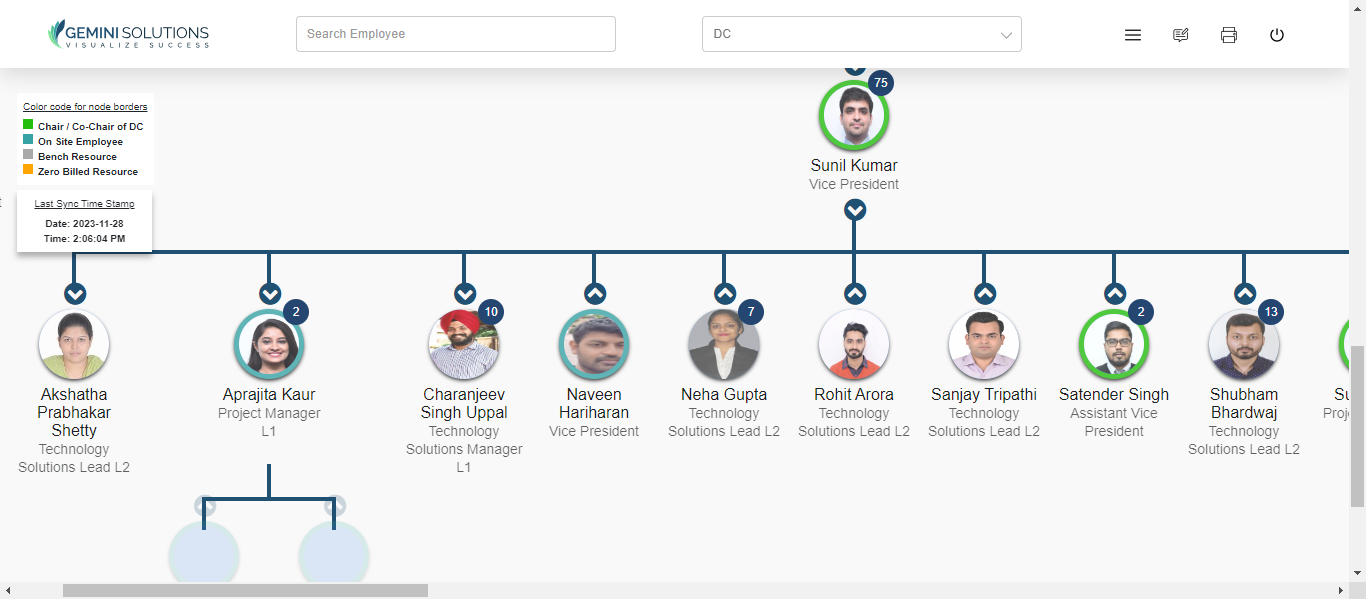 GEMINI SOLUTIONS
VISUALIZE SUCCESS
Search Employee
DC
75
Color code for node borders
Chair / Co-Chair of DC
On Site Employee
Bench Resource
Zero Billed Resource
Last Sync Time Stamp
Date: 2023-11-28
Time: 2:06:04 PM
Sunil Kumar
Vice President
Akshatha
Prabhakar
Shetty
Technology
Solutions Lead L2
2
Aprajita Kaur
Project Manager
L1
10
Charanjeev
Singh Uppal
Technology
Solutions Manager
L1
Naveen
Hariharan
Vice President
7
Neha Gupta
Technology
Solutions Lead L2
Rohit Arora
Technology
Solutions Lead L2
Sanjay Tripathi
Technology
Solutions Lead L2
2
Satender Singh
Assistant Vice
President
13
Shubham
Bhardwaj
Technology
Solutions Lead L2